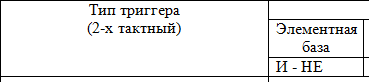 Тип триггера
(2-х тактный)
Элементная
база
И - НЕ